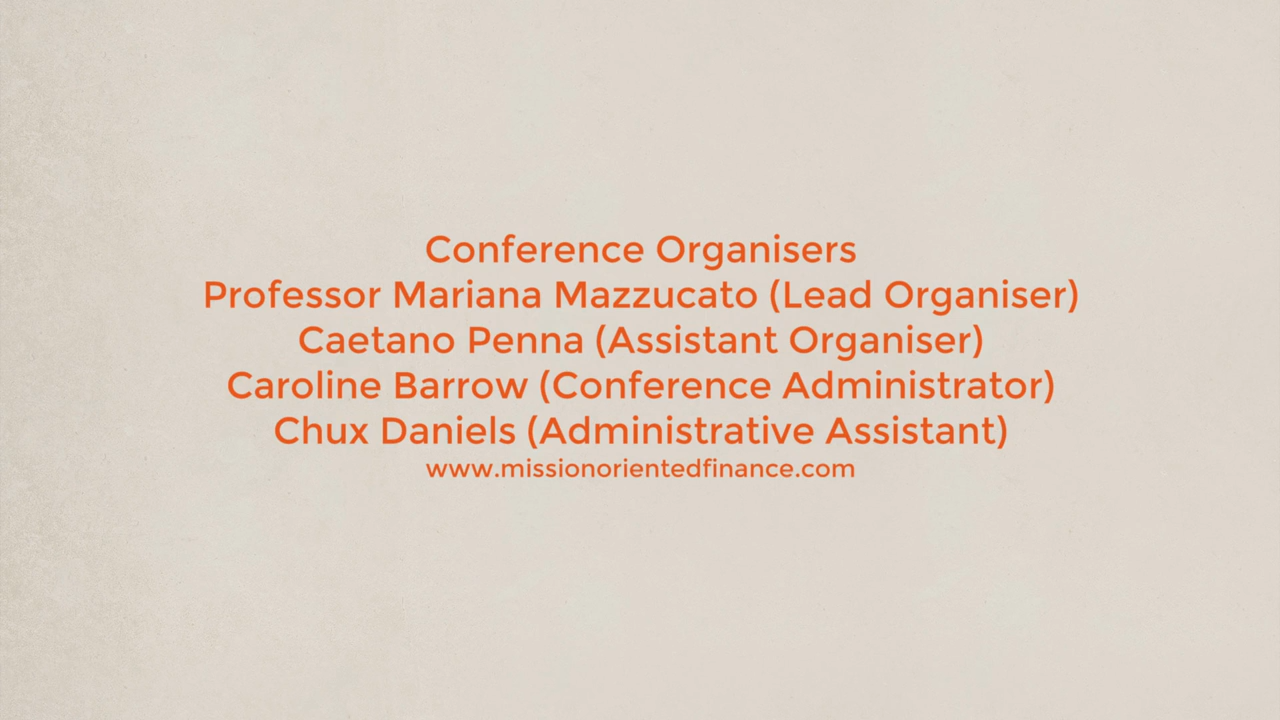 Conference Organisers
Professor Mariana Mazzucato (Lead Organiser)
Caetano Penna (Assistant Organiser)
Caroline Barrow (Conference Administrator)
Chux Daniels (Administrative Assistant)
www.missionorientedfinance.com